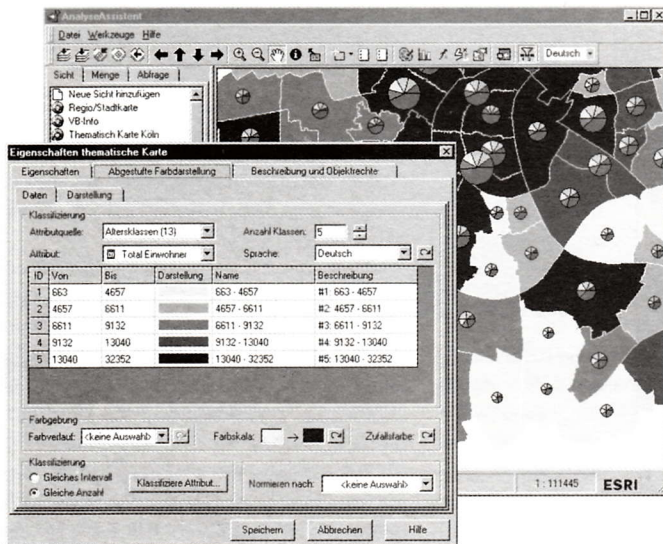 AnalyseAssistent
Datei Werkzeuge Hilfe
Deutsch
Sicht Menge Abfrage
Neue Sicht hinzufügen
Regio/Stadtkarte
VB-Info
Thematisch Karte Köln
Eigenschaften thematische Karte
Eigenschaften Abgestufte Farbdarstellung Beschreibung und Objektrechte
Daten Darstellung
Klassifizierung
Attributquelle: Altersklassen (13) Anzahl Klassen: 5
Attribut: Total Einwohner Sprache: Deutsch
ID Von Bis Darstellung Name Beschreibung
1 663 4657 663 - 4657 #1: 663 - 4657
2 4657 6611 4657 - 6611 #2: 4657 - 6611
3 6611 9132 6611 - 9132 #3: 6611 - 9132
4 9132 13040 9132 - 13040 #4: 9132 - 13040
5 13040 32352 13040 - 32352 #5: 13040 - 32352
Farbgebung
Farbverlauf: <keine Auswahl> Farbskala: → Zufallsfarbe:
Klassifizierung
Gleiches Intervall
Gleiche Anzahl
Klassifiziere Attribut...
Normieren nach: <keine Auswahl>
1 : 111445 ESRI
Speichern Abbrechen Hilfe